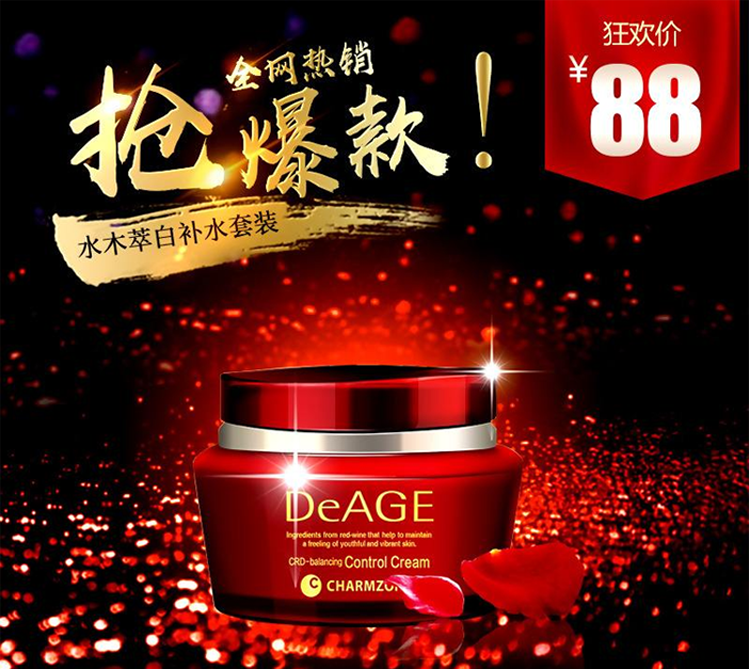 全网热销
抢爆款!
水木萃白补水套装
狂欢价
¥88
DeAGE
Ingredients from red-wine that help to maintain
a freeling of youthful and vibrant skin.
CRD-balancing Control Cream
C CHARMZO